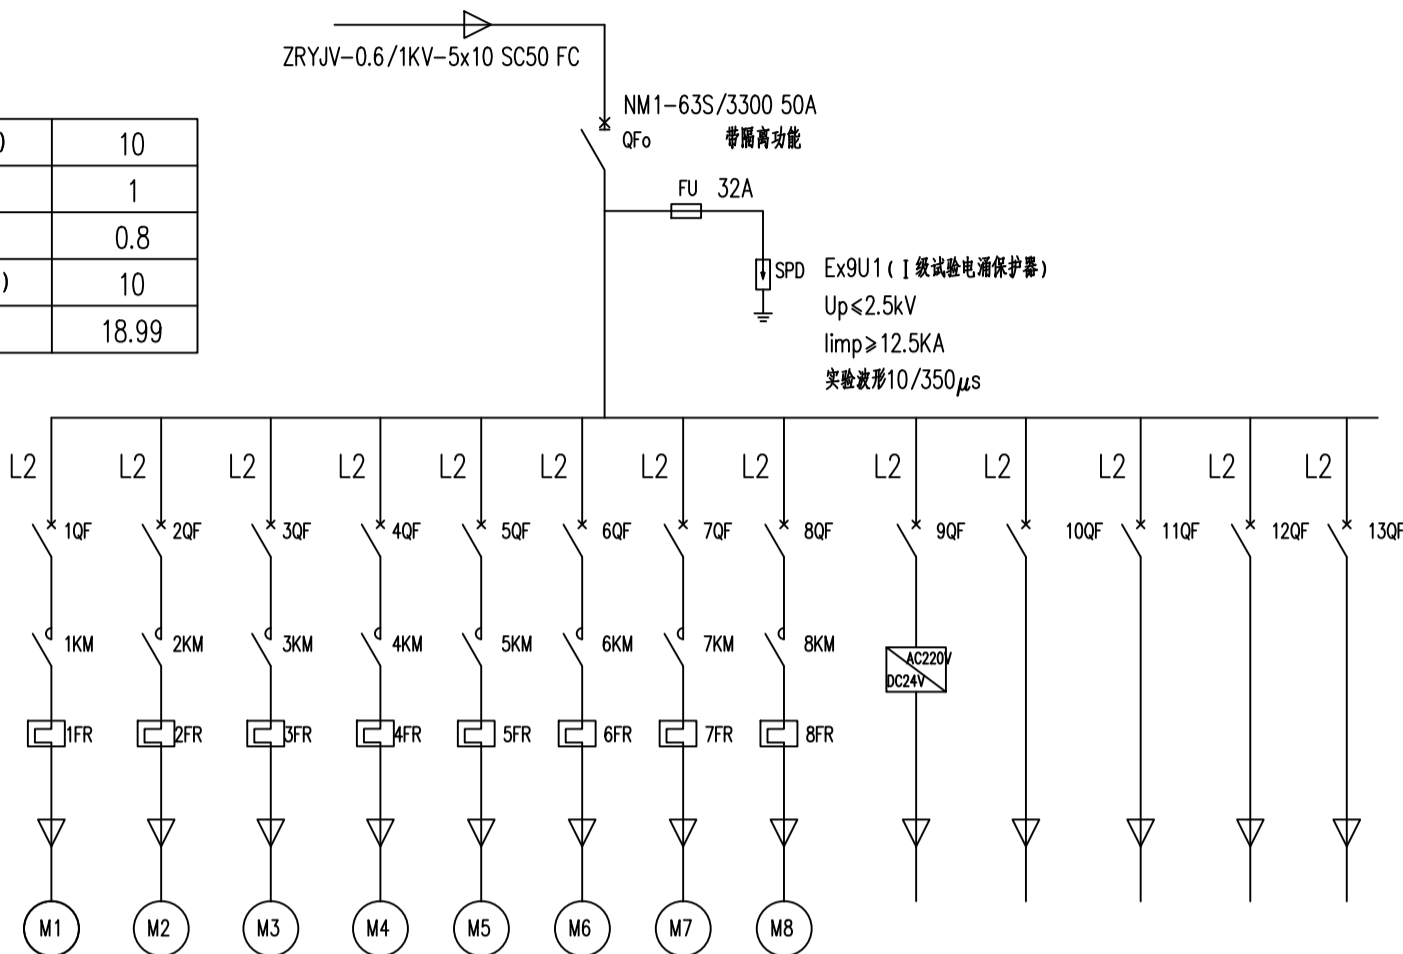 ZRYJV-0.6/1KV-5x10 SC50 FC
NM1-63S/3300 50A
QFo 带隔离功能
) 10
1
0.8
) 10
18.99
FU 32A
SPD Ex9U1(Ⅰ级试验电涌保护器)
Up≤2.5kV
Iimp≥12.5KA
实验波形10/350μs
L2 L2 L2 L2 L2 L2 L2 L2 L2 L2 L2 L2 L2
1QF 2QF 3QF 4QF 5QF 6QF 7QF 8QF 9QF 10QF 11QF 12QF 13QF
1KM 2KM 3KM 4KM 5KM 6KM 7KM 8KM
AC220V
DC24V
1FR 2FR 3FR 4FR 5FR 6FR 7FR 8FR
M1 M2 M3 M4 M5 M6 M7 M8